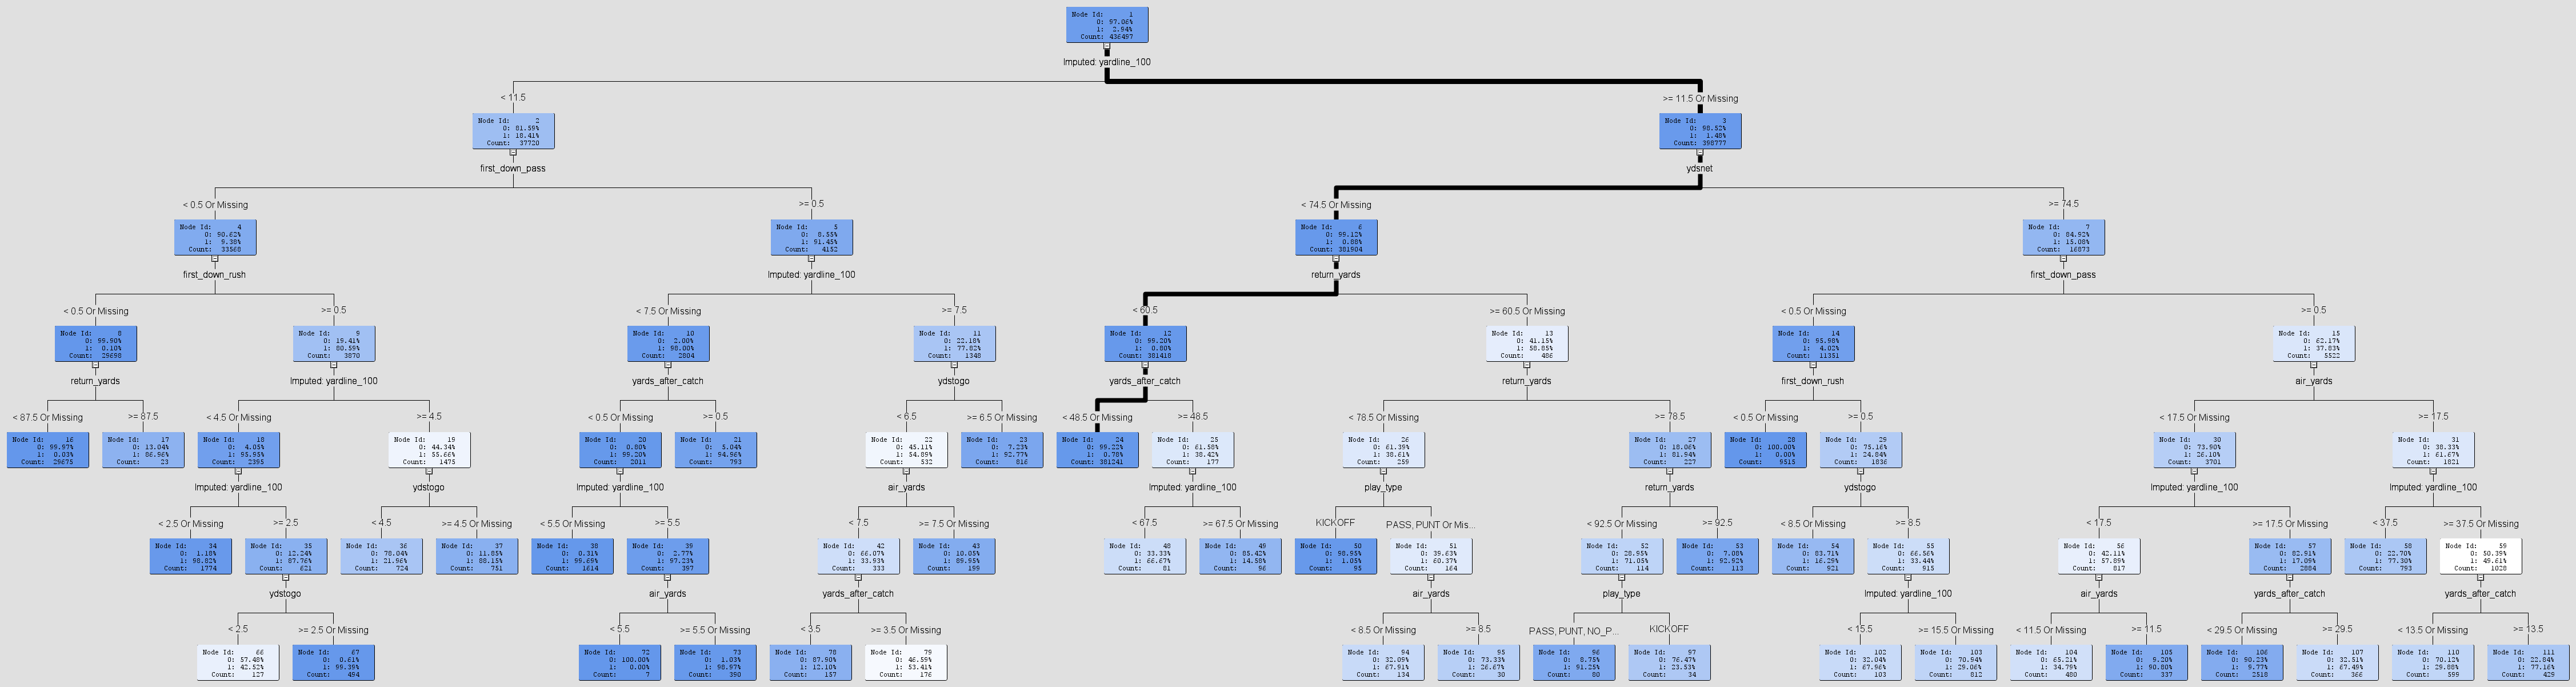 Node Id: 1
0: 97.06%
1: 2.94%
Count: 436497
Imputed: yardline_100
< 11.5
>= 11.5 Or Missing
Node Id: 2
0: 81.59%
1: 18.41%
Count: 37720
Node Id: 3
0: 98.52%
1: 1.48%
Count: 398777
first_down_pass
ydsnet
< 0.5 Or Missing
>= 0.5
< 74.5 Or Missing
>= 74.5
Node Id: 4
0: 90.62%
1: 9.38%
Count: 33568
Node Id: 5
0: 8.55%
1: 91.45%
Count: 4152
Node Id: 6
0: 99.12%
1: 0.88%
Count: 381904
Node Id: 7
0: 84.92%
1: 15.08%
Count: 16873
first_down_rush
Imputed: yardline_100
return_yards
first_down_pass
< 0.5 Or Missing
>= 0.5
< 7.5 Or Missing
>= 7.5
< 60.5
>= 60.5 Or Missing
< 0.5 Or Missing
>= 0.5
Node Id: 8
0: 99.90%
1: 0.10%
Count: 29698
Node Id: 9
0: 19.41%
1: 80.59%
Count: 3870
Node Id: 10
0: 2.00%
1: 98.00%
Count: 2804
Node Id: 11
0: 22.18%
1: 77.82%
Count: 1348
Node Id: 12
0: 99.20%
1: 0.80%
Count: 381418
Node Id: 13
0: 41.15%
1: 58.85%
Count: 486
Node Id: 14
0: 95.98%
1: 4.02%
Count: 11351
Node Id: 15
0: 62.17%
1: 37.83%
Count: 5522
return_yards
Imputed: yardline_100
yards_after_catch
ydstogo
yards_after_catch
return_yards
first_down_rush
air_yards
< 87.5 Or Missing
>= 87.5
< 4.5 Or Missing
>= 4.5
< 0.5 Or Missing
>= 0.5
< 6.5
>= 6.5 Or Missing
< 48.5 Or Missing
>= 48.5
< 78.5 Or Missing
>= 78.5
< 0.5 Or Missing
>= 0.5
< 17.5 Or Missing
>= 17.5
Node Id: 16
0: 99.97%
1: 0.03%
Count: 29675
Node Id: 17
0: 13.04%
1: 86.96%
Count: 23
Node Id: 18
0: 4.05%
1: 95.95%
Count: 2395
Node Id: 19
0: 44.34%
1: 55.66%
Count: 1475
Node Id: 20
0: 0.80%
1: 99.20%
Count: 2011
Node Id: 21
0: 5.04%
1: 94.96%
Count: 793
Node Id: 22
0: 45.11%
1: 54.89%
Count: 532
Node Id: 23
0: 7.23%
1: 92.77%
Count: 816
Node Id: 24
0: 99.22%
1: 0.78%
Count: 381241
Node Id: 25
0: 61.58%
1: 38.42%
Count: 177
Node Id: 26
0: 61.39%
1: 38.61%
Count: 259
Node Id: 27
0: 18.06%
1: 81.94%
Count: 227
Node Id: 28
0: 100.00%
1: 0.00%
Count: 9515
Node Id: 29
0: 75.16%
1: 24.84%
Count: 1836
Node Id: 30
0: 73.90%
1: 26.10%
Count: 3701
Node Id: 31
0: 38.33%
1: 61.67%
Count: 1821
Imputed: yardline_100
ydstogo
Imputed: yardline_100
air_yards
Imputed: yardline_100
play_type
return_yards
ydstogo
Imputed: yardline_100
Imputed: yardline_100
< 2.5 Or Missing
>= 2.5
< 4.5
>= 4.5 Or Missing
< 5.5 Or Missing
>= 5.5
< 7.5
>= 7.5 Or Missing
< 67.5
>= 67.5 Or Missing
KICKOFF
PASS, PUNT Or Mis...
< 92.5 Or Missing
>= 92.5
< 8.5 Or Missing
>= 8.5
< 17.5
>= 17.5 Or Missing
< 37.5
>= 37.5 Or Missing
Node Id: 34
0: 1.18%
1: 98.82%
Count: 1774
Node Id: 35
0: 12.24%
1: 87.76%
Count: 621
Node Id: 36
0: 78.04%
1: 21.96%
Count: 724
Node Id: 37
0: 11.85%
1: 88.15%
Count: 751
Node Id: 38
0: 0.31%
1: 99.69%
Count: 1614
Node Id: 39
0: 2.77%
1: 97.23%
Count: 397
Node Id: 42
0: 66.07%
1: 33.93%
Count: 333
Node Id: 43
0: 10.05%
1: 89.95%
Count: 199
Node Id: 48
0: 33.33%
1: 66.67%
Count: 81
Node Id: 49
0: 85.42%
1: 14.58%
Count: 96
Node Id: 50
0: 98.95%
1: 1.05%
Count: 95
Node Id: 51
0: 39.63%
1: 60.37%
Count: 164
Node Id: 52
0: 28.95%
1: 71.05%
Count: 114
Node Id: 53
0: 7.08%
1: 92.92%
Count: 113
Node Id: 54
0: 83.71%
1: 16.29%
Count: 921
Node Id: 55
0: 66.56%
1: 33.44%
Count: 915
Node Id: 56
0: 42.11%
1: 57.89%
Count: 817
Node Id: 57
0: 82.91%
1: 17.09%
Count: 2884
Node Id: 58
0: 22.70%
1: 77.30%
Count: 793
Node Id: 59
0: 50.39%
1: 49.61%
Count: 1028
ydstogo
air_yards
yards_after_catch
air_yards
play_type
Imputed: yardline_100
air_yards
yards_after_catch
yards_after_catch
< 2.5
>= 2.5 Or Missing
< 5.5
>= 5.5 Or Missing
< 3.5
>= 3.5 Or Missing
< 8.5 Or Missing
>= 8.5
PASS, PUNT, NO_P...
KICKOFF
< 15.5
>= 15.5 Or Missing
< 11.5 Or Missing
>= 11.5
< 29.5 Or Missing
>= 29.5
< 13.5 Or Missing
>= 13.5
Node Id: 66
0: 57.48%
1: 42.52%
Count: 127
Node Id: 67
0: 0.61%
1: 99.39%
Count: 494
Node Id: 72
0: 100.00%
1: 0.00%
Count: 7
Node Id: 73
0: 1.03%
1: 98.97%
Count: 390
Node Id: 78
0: 87.90%
1: 12.10%
Count: 157
Node Id: 79
0: 46.59%
1: 53.41%
Count: 176
Node Id: 94
0: 32.09%
1: 67.91%
Count: 134
Node Id: 95
0: 73.33%
1: 26.67%
Count: 30
Node Id: 96
0: 8.75%
1: 91.25%
Count: 80
Node Id: 97
0: 76.47%
1: 23.53%
Count: 34
Node Id: 102
0: 32.04%
1: 67.96%
Count: 103
Node Id: 103
0: 70.94%
1: 29.06%
Count: 812
Node Id: 104
0: 65.21%
1: 34.79%
Count: 480
Node Id: 105
0: 9.20%
1: 90.80%
Count: 337
Node Id: 106
0: 90.23%
1: 9.77%
Count: 2518
Node Id: 107
0: 32.51%
1: 67.49%
Count: 366
Node Id: 110
0: 70.12%
1: 29.88%
Count: 599
Node Id: 111
0: 22.84%
1: 77.16%
Count: 429